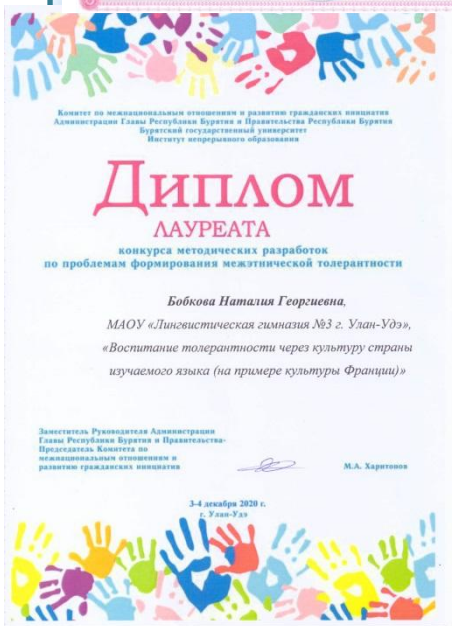 Комитет по межнациональным отношениям и развитию гражданских инициатив
Администрации Главы Республики Бурятия и Правительства Республики Бурятия
Бурятский государственный университет
Институт непрерывного образования
Диплом
ЛАУРЕАТА
конкурса методических разработок
по проблемам формирования межэтнической толерантности
Бобкова Наталия Георгиевна,
МАОУ «Лингвистическая гимназия №3 г. Улан-Удэ»,
«Воспитание толерантности через культуру страны
изучаемого языка (на примере культуры Франции)»
Заместитель Руководителя Администрации
Главы Республики Бурятия и Правительства-
Председатель Комитета по
межнациональным отношениям и
развитию гражданских инициатив
М.А. Харитонов
3-4 декабря 2020 г.
г. Улан-Удэ